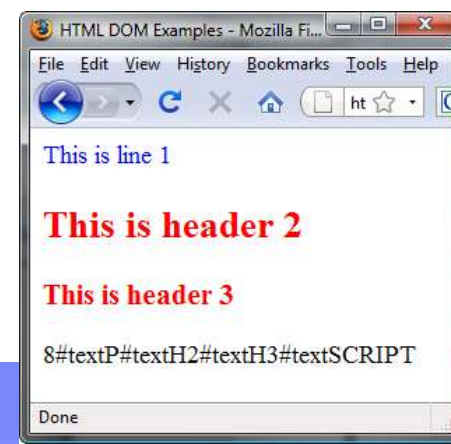 HTML DOM Examples - Mozilla Fi...
File Edit View History Bookmarks Tools Help
ht
This is line 1
This is header 2
This is header 3
8#textP#textH2#textH3#textSCRIPT
Done